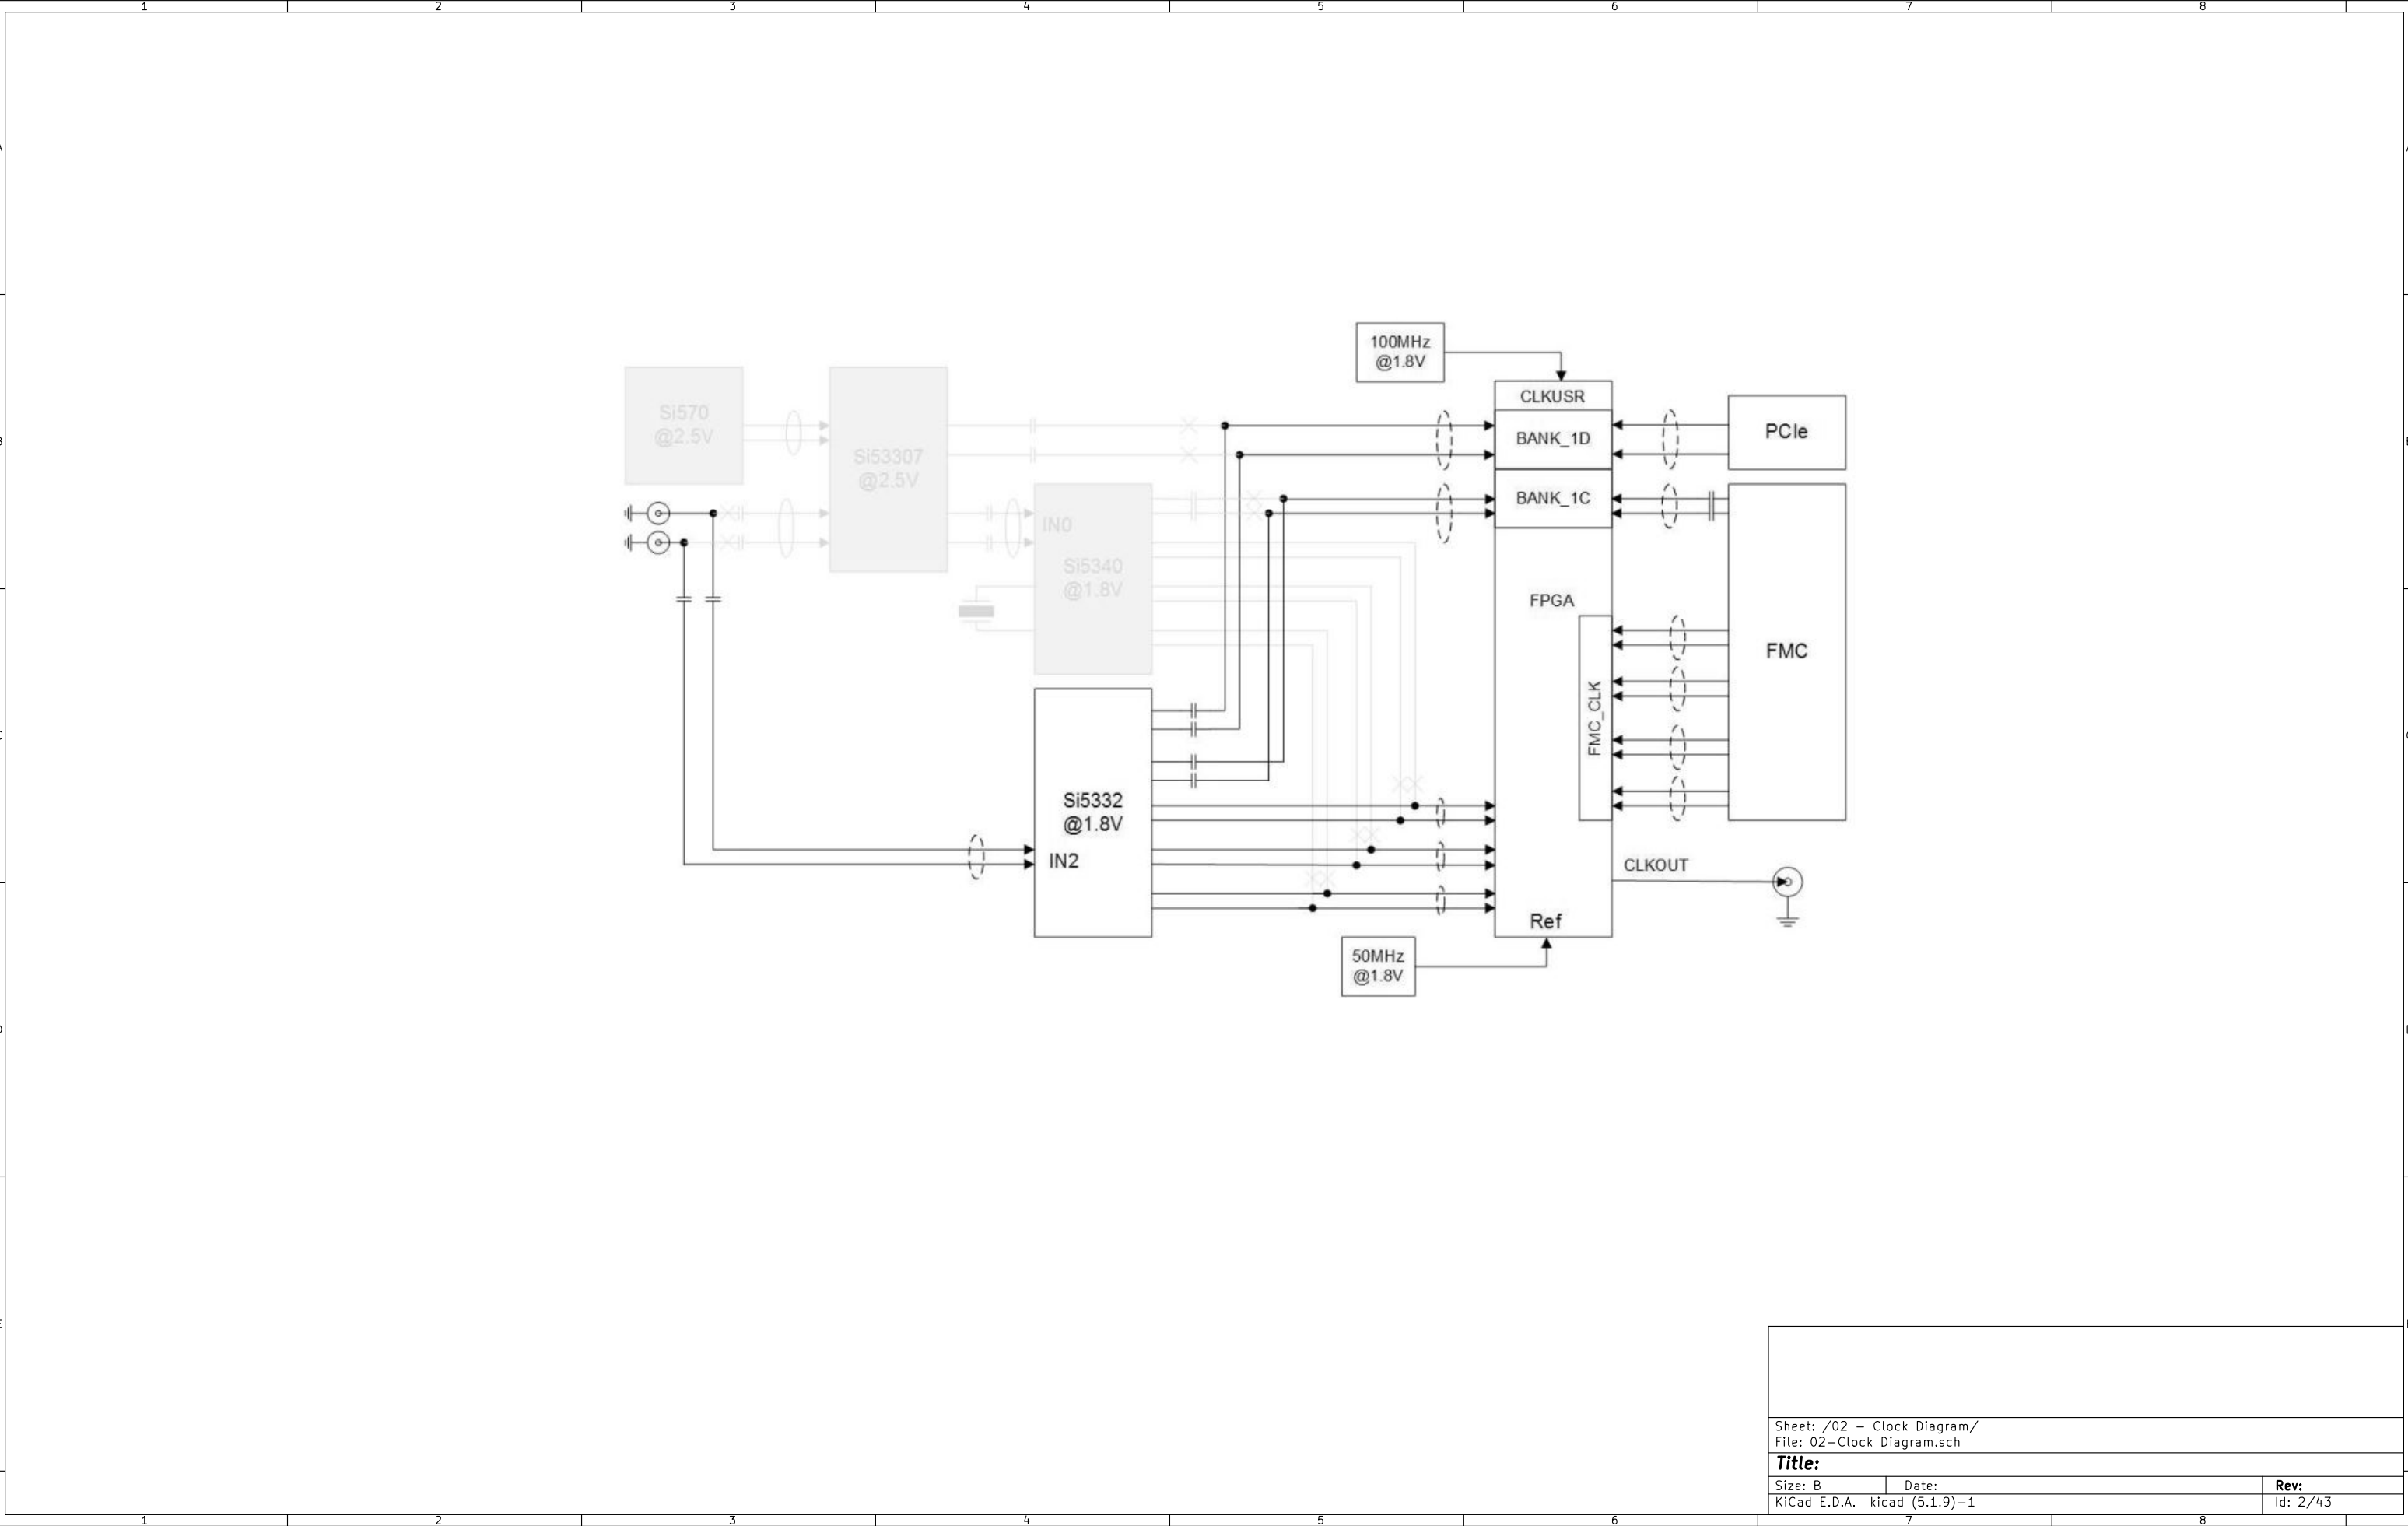 1 2 3 4 5 6 7 8
100MHz
@1.8V
CLKUSR
Si570
@2.5V
Si53307
@2.5V
BANK_1D
PCIe
BANK_1C
IN0
Si5340
@1.8V
FPGA
FMC
FMC_CLK
Si5332
@1.8V
IN2
CLKOUT
Ref
50MHz
@1.8V
Sheet: /02 - Clock Diagram/
File: 02-Clock Diagram.sch
Title:
Size: B Date: Rev:
KiCad E.D.A. kicad (5.1.9)-1 Id: 2/43
1 2 3 4 5 6 7 8